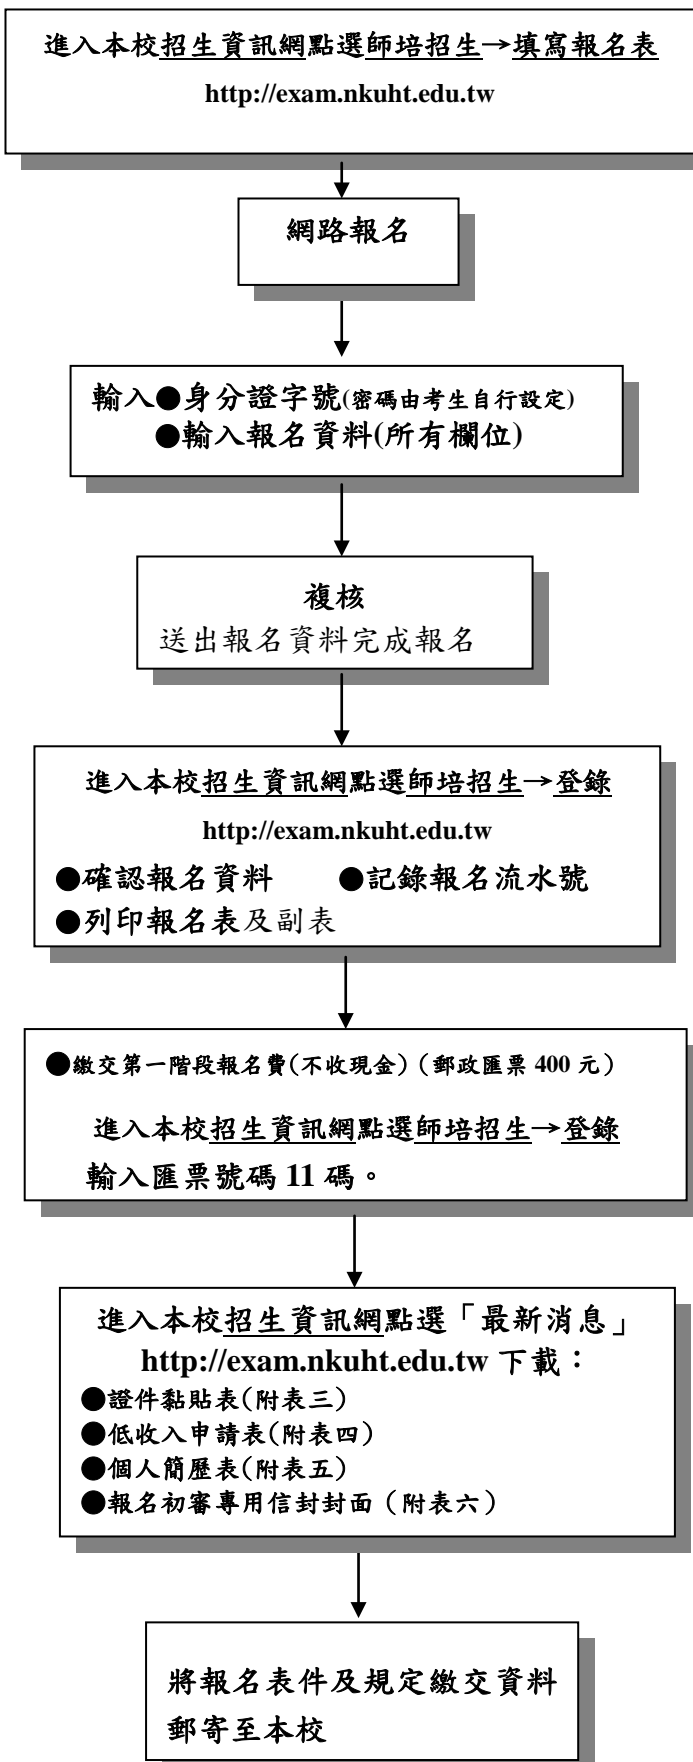 進入本校招生資訊網點選師培招生→填寫報名表
http://exam.nkuht.edu.tw
網路報名
輸入●身分證字號(密碼由考生自行設定)
●輸入報名資料(所有欄位)
複核
送出報名資料完成報名
進入本校招生資訊網點選師培招生→登錄
http://exam.nkuht.edu.tw
●確認報名資料 ●記錄報名流水號
●列印報名表及副表
●繳交第一階段報名費(不收現金)(郵政匯票 400 元)
進入本校招生資訊網點選師培招生→登錄
輸入匯票號碼 11 碼。
進入本校招生資訊網點選「最新消息」
http://exam.nkuht.edu.tw 下載：
●證件黏貼表(附表三)
●低收入申請表(附表四)
●個人簡歷表(附表五)
●報名初審專用信封封面（附表六）
將報名表件及規定繳交資料
郵寄至本校